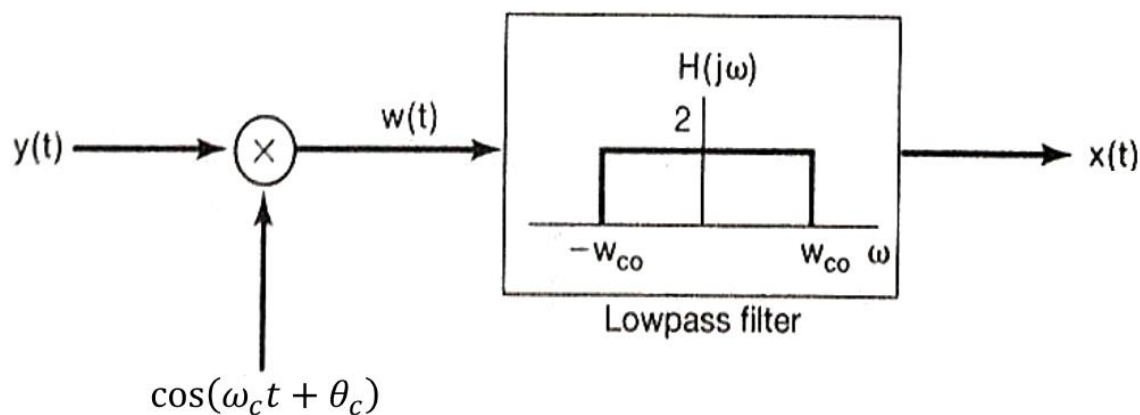 H(jω)
2
w(t)
y(t)
×
x(t)
−w_co
w_co ω
Lowpass filter
cos(ω_c t + θ_c)